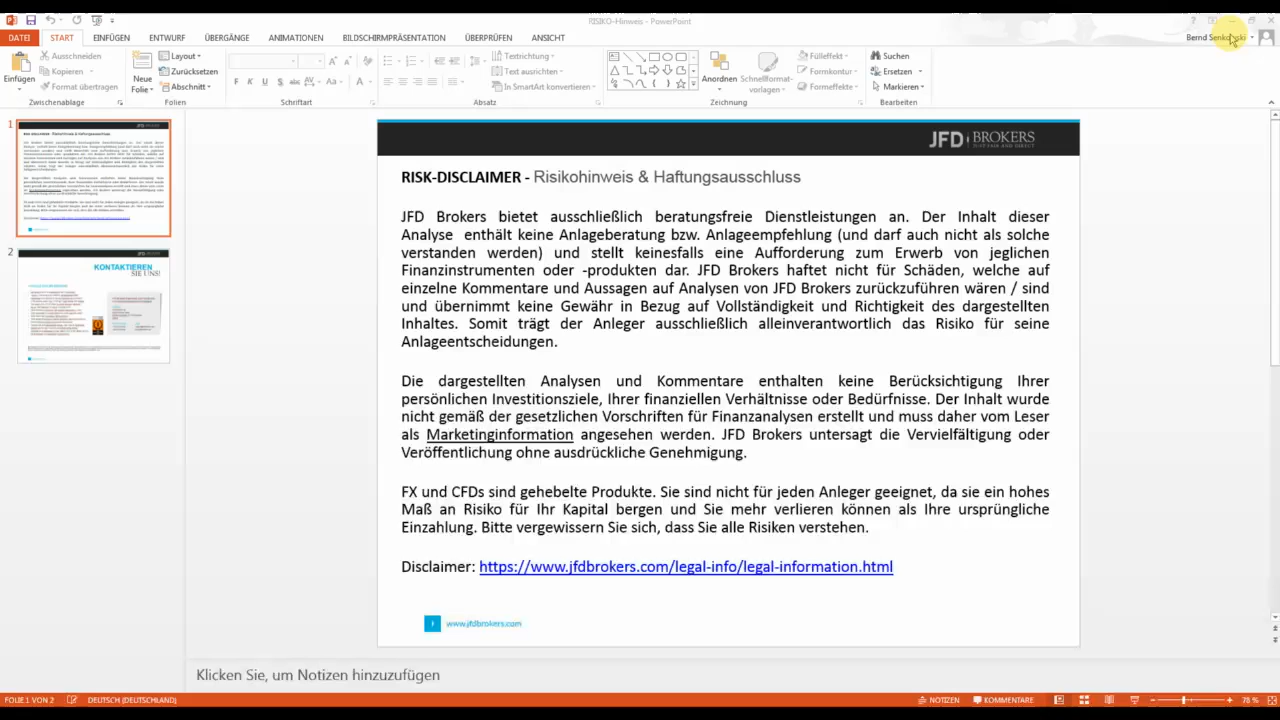 RISIKO-Hinweis - PowerPoint
DATEI START EINFÜGEN ENTWURF ÜBERGÄNGE ANIMATIONEN BILDSCHIRMPRÄSENTATION ÜBERPRÜFEN ANSICHT
Bernd
Einfügen
Ausschneiden
Kopieren
Format übertragen
Zwischenablage
Neue
Folie
Layout
Zurücksetzen
Abschnitt
Folien
F K U S abc AV Aa A
Schriftart
Textrichtung
Text ausrichten
In SmartArt konvertieren
Absatz
Anordnen
Schnellformat-
vorlagen
Fülleffekt
Formkontur
Formeffekte
Zeichnung
Suchen
Ersetzen
Markieren
Bearbeiten
1
2
KONTAKTIEREN
SIE UNS!
JFD BROKERS
JUST FAIR AND DIRECT
RISK-DISCLAIMER - Risikohinweis & Haftungsausschluss
JFD Brokers bietet ausschließlich beratungsfreie Dienstleistungen an. Der Inhalt dieser
Analyse enthält keine Anlageberatung bzw. Anlageempfehlung (und darf auch nicht als solche
verstanden werden) und stellt keinesfalls eine Aufforderung zum Erwerb von jeglichen
Finanzinstrumenten oder -produkten dar. JFD Brokers haftet nicht für Schäden, welche auf
einzelne Kommentare und Aussagen auf Analysen von JFD Brokers zurückzuführen wären / sind
und übernimmt keine Gewähr in Bezug auf Vollständigkeit und Richtigkeit des dargestellten
Inhaltes. Somit trägt der Anleger ausschließlich alleinverantwortlich das Risiko für seine
Anlageentscheidungen.
Die dargestellten Analysen und Kommentare enthalten keine Berücksichtigung Ihrer
persönlichen Investitionsziele, Ihrer finanziellen Verhältnisse oder Bedürfnisse. Der Inhalt wurde
nicht gemäß der gesetzlichen Vorschriften für Finanzanalysen erstellt und muss daher vom Leser
als Marketinginformation angesehen werden. JFD Brokers untersagt die Vervielfältigung oder
Veröffentlichung ohne ausdrückliche Genehmigung.
FX und CFDs sind gehebelte Produkte. Sie sind nicht für jeden Anleger geeignet, da sie ein hohes
Maß an Risiko für Ihr Kapital bergen und Sie mehr verlieren können als Ihre ursprüngliche
Einzahlung. Bitte vergewissern Sie sich, dass Sie alle Risiken verstehen.
Disclaimer: https://www.jfdbrokers.com/legal-info/legal-information.html
www.jfdbrokers.com
Klicken Sie, um Notizen hinzuzufügen
FOLIE 1 VON 2 DEUTSCH (DEUTSCHLAND) NOTIZEN KOMMENTARE 78 %